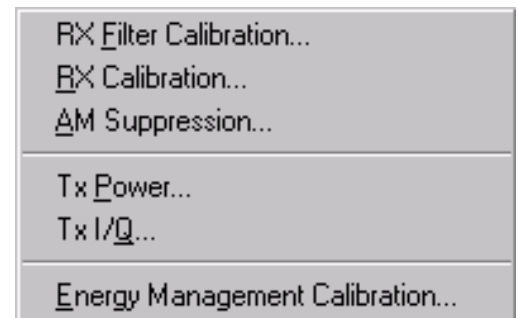 RX Filter Calibration...
RX Calibration...
AM Suppression...
Tx Power...
Tx I/Q...
Energy Management Calibration...